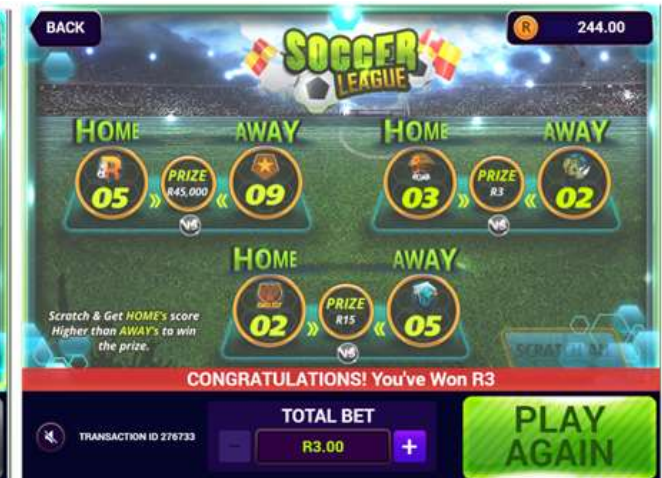 BACK
SOCCER
LEAGUE
R 244.00
HOME AWAY
05 PRIZE R45,000 09
VS
HOME AWAY
03 PRIZE R3 02
VS
HOME AWAY
02 PRIZE R15 05
VS
Scratch & Get HOME's score
Higher than AWAY's to win
the prize.
SCRATCH ALL
CONGRATULATIONS! You've Won R3
TRANSACTION ID 276733
TOTAL BET
- R3.00 +
PLAY
AGAIN